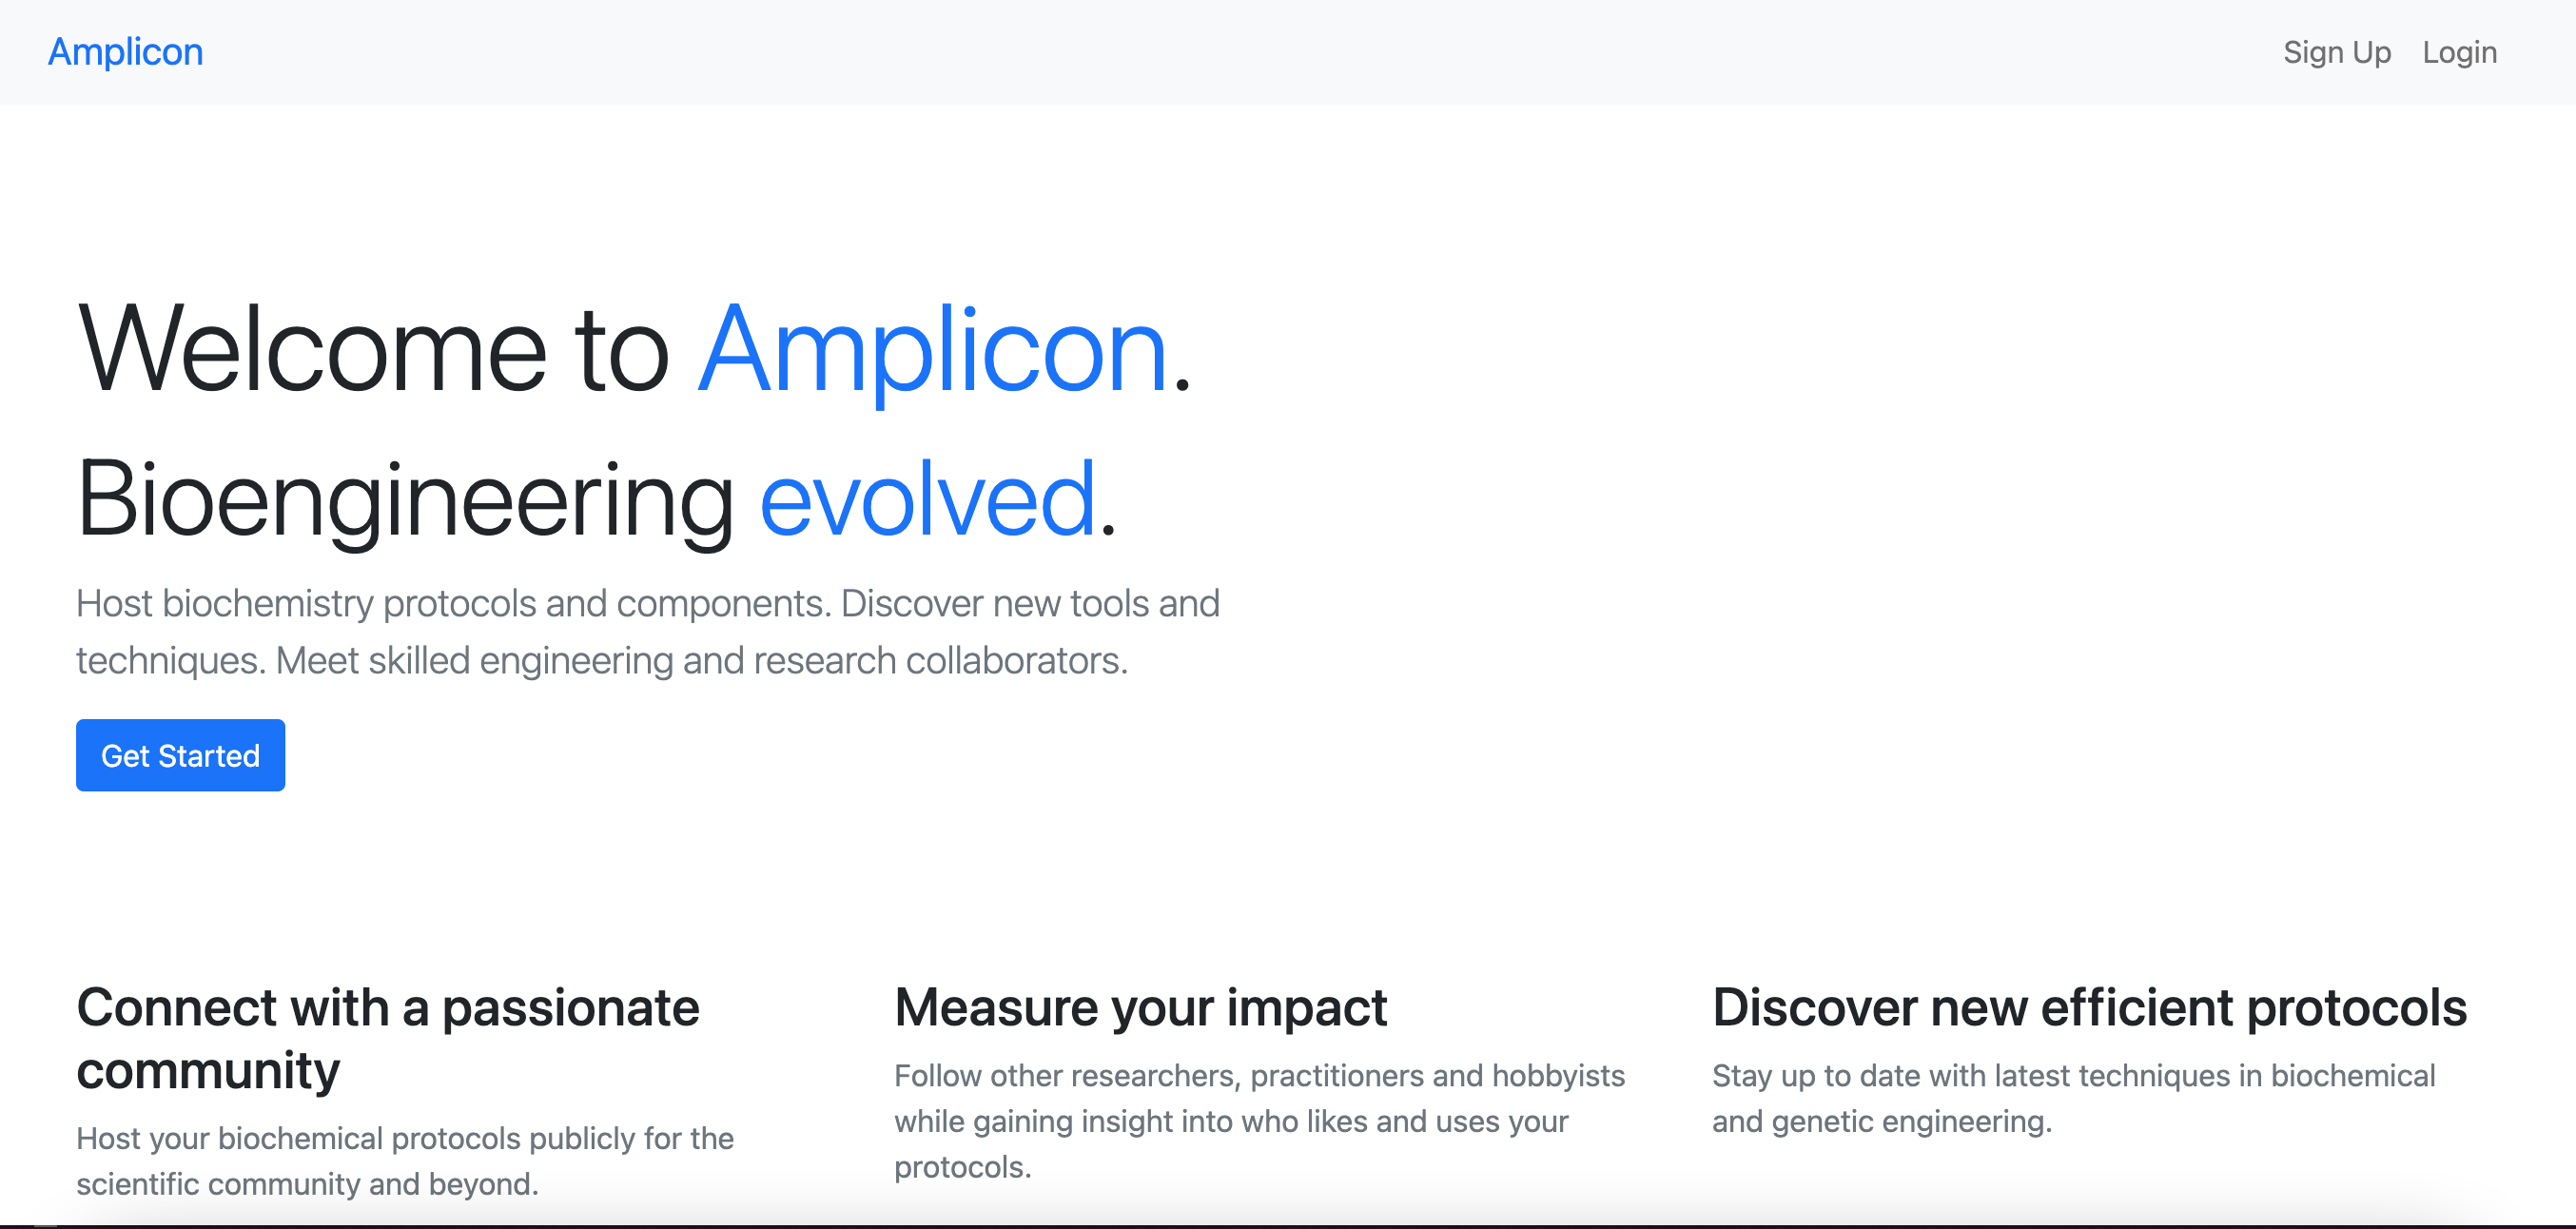 Amplicon
Sign Up
Login
Welcome to Amplicon.
Bioengineering evolved.
Host biochemistry protocols and components. Discover new tools and
techniques. Meet skilled engineering and research collaborators.
Get Started
Connect with a passionate
community
Host your biochemical protocols publicly for the
scientific community and beyond.
Measure your impact
Follow other researchers, practitioners and hobbyists
while gaining insight into who likes and uses your
protocols.
Discover new efficient protocols
Stay up to date with latest techniques in biochemical
and genetic engineering.